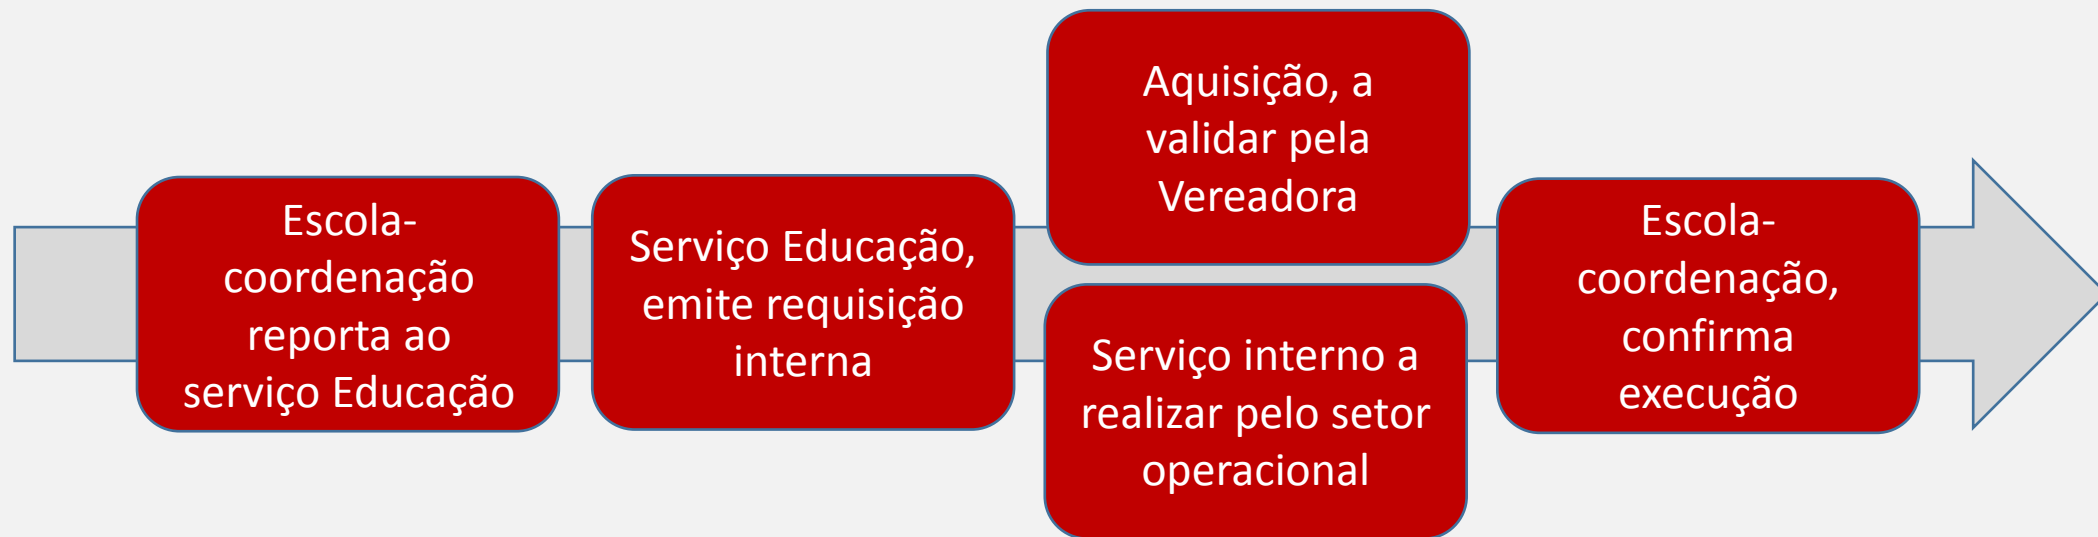 Escola-
coordenação
reporta ao
serviço Educação
Serviço Educação,
emite requisição
interna
Aquisição, a
validar pela
Vereadora
Serviço interno a
realizar pelo setor
operacional
Escola-
coordenação,
confirma
execução